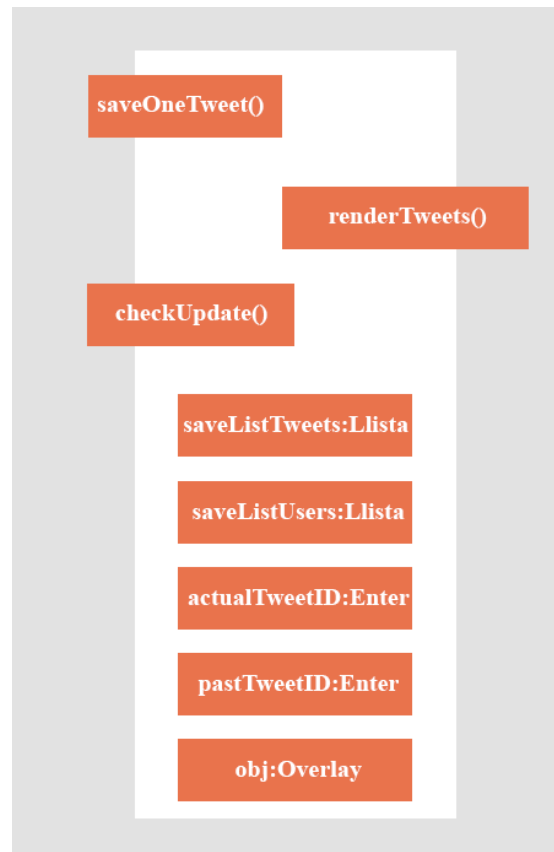 saveOneTweet()
renderTweets()
checkUpdate()
saveListTweets:Llista
saveListUsers:Llista
actualTweetID:Enter
pastTweetID:Enter
obj:Overlay